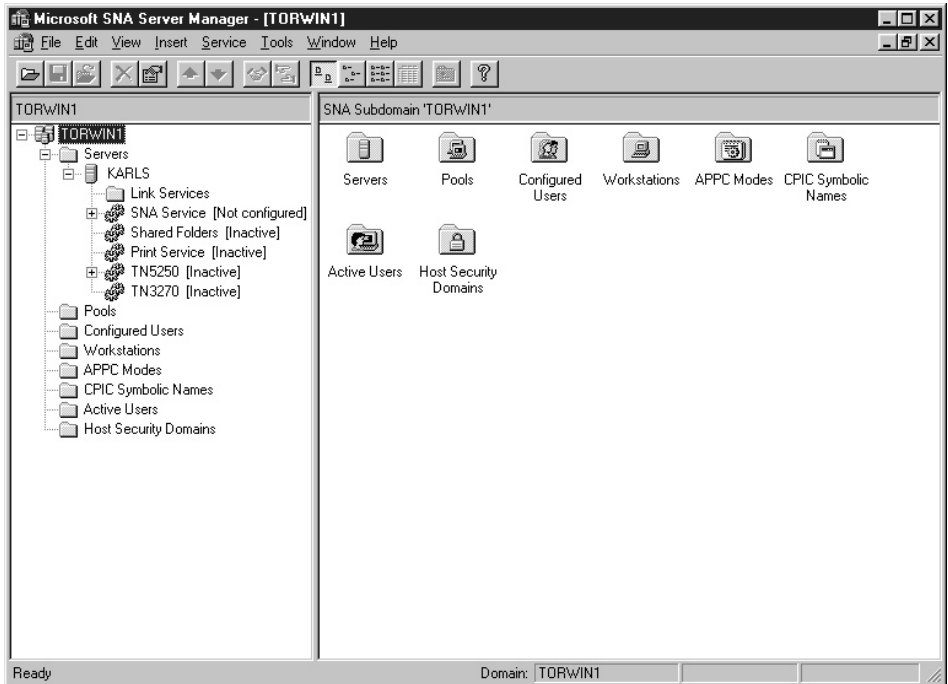 Microsoft SNA Server Manager - [TORWIN1]
File Edit View Insert Service Tools Window Help
TORWIN1
SNA Subdomain 'TORWIN1'
TORWIN1
Servers
KARLS
Link Services
SNA Service [Not configured]
Shared Folders [Inactive]
Print Service [Inactive]
TN5250 [Inactive]
TN3270 [Inactive]
Pools
Configured Users
Workstations
APPC Modes
CPIC Symbolic Names
Active Users
Host Security Domains
Servers
Pools
Configured
Users
Workstations
APPC Modes
CPIC Symbolic
Names
Active Users
Host Security
Domains
Ready
Domain: TORWIN1